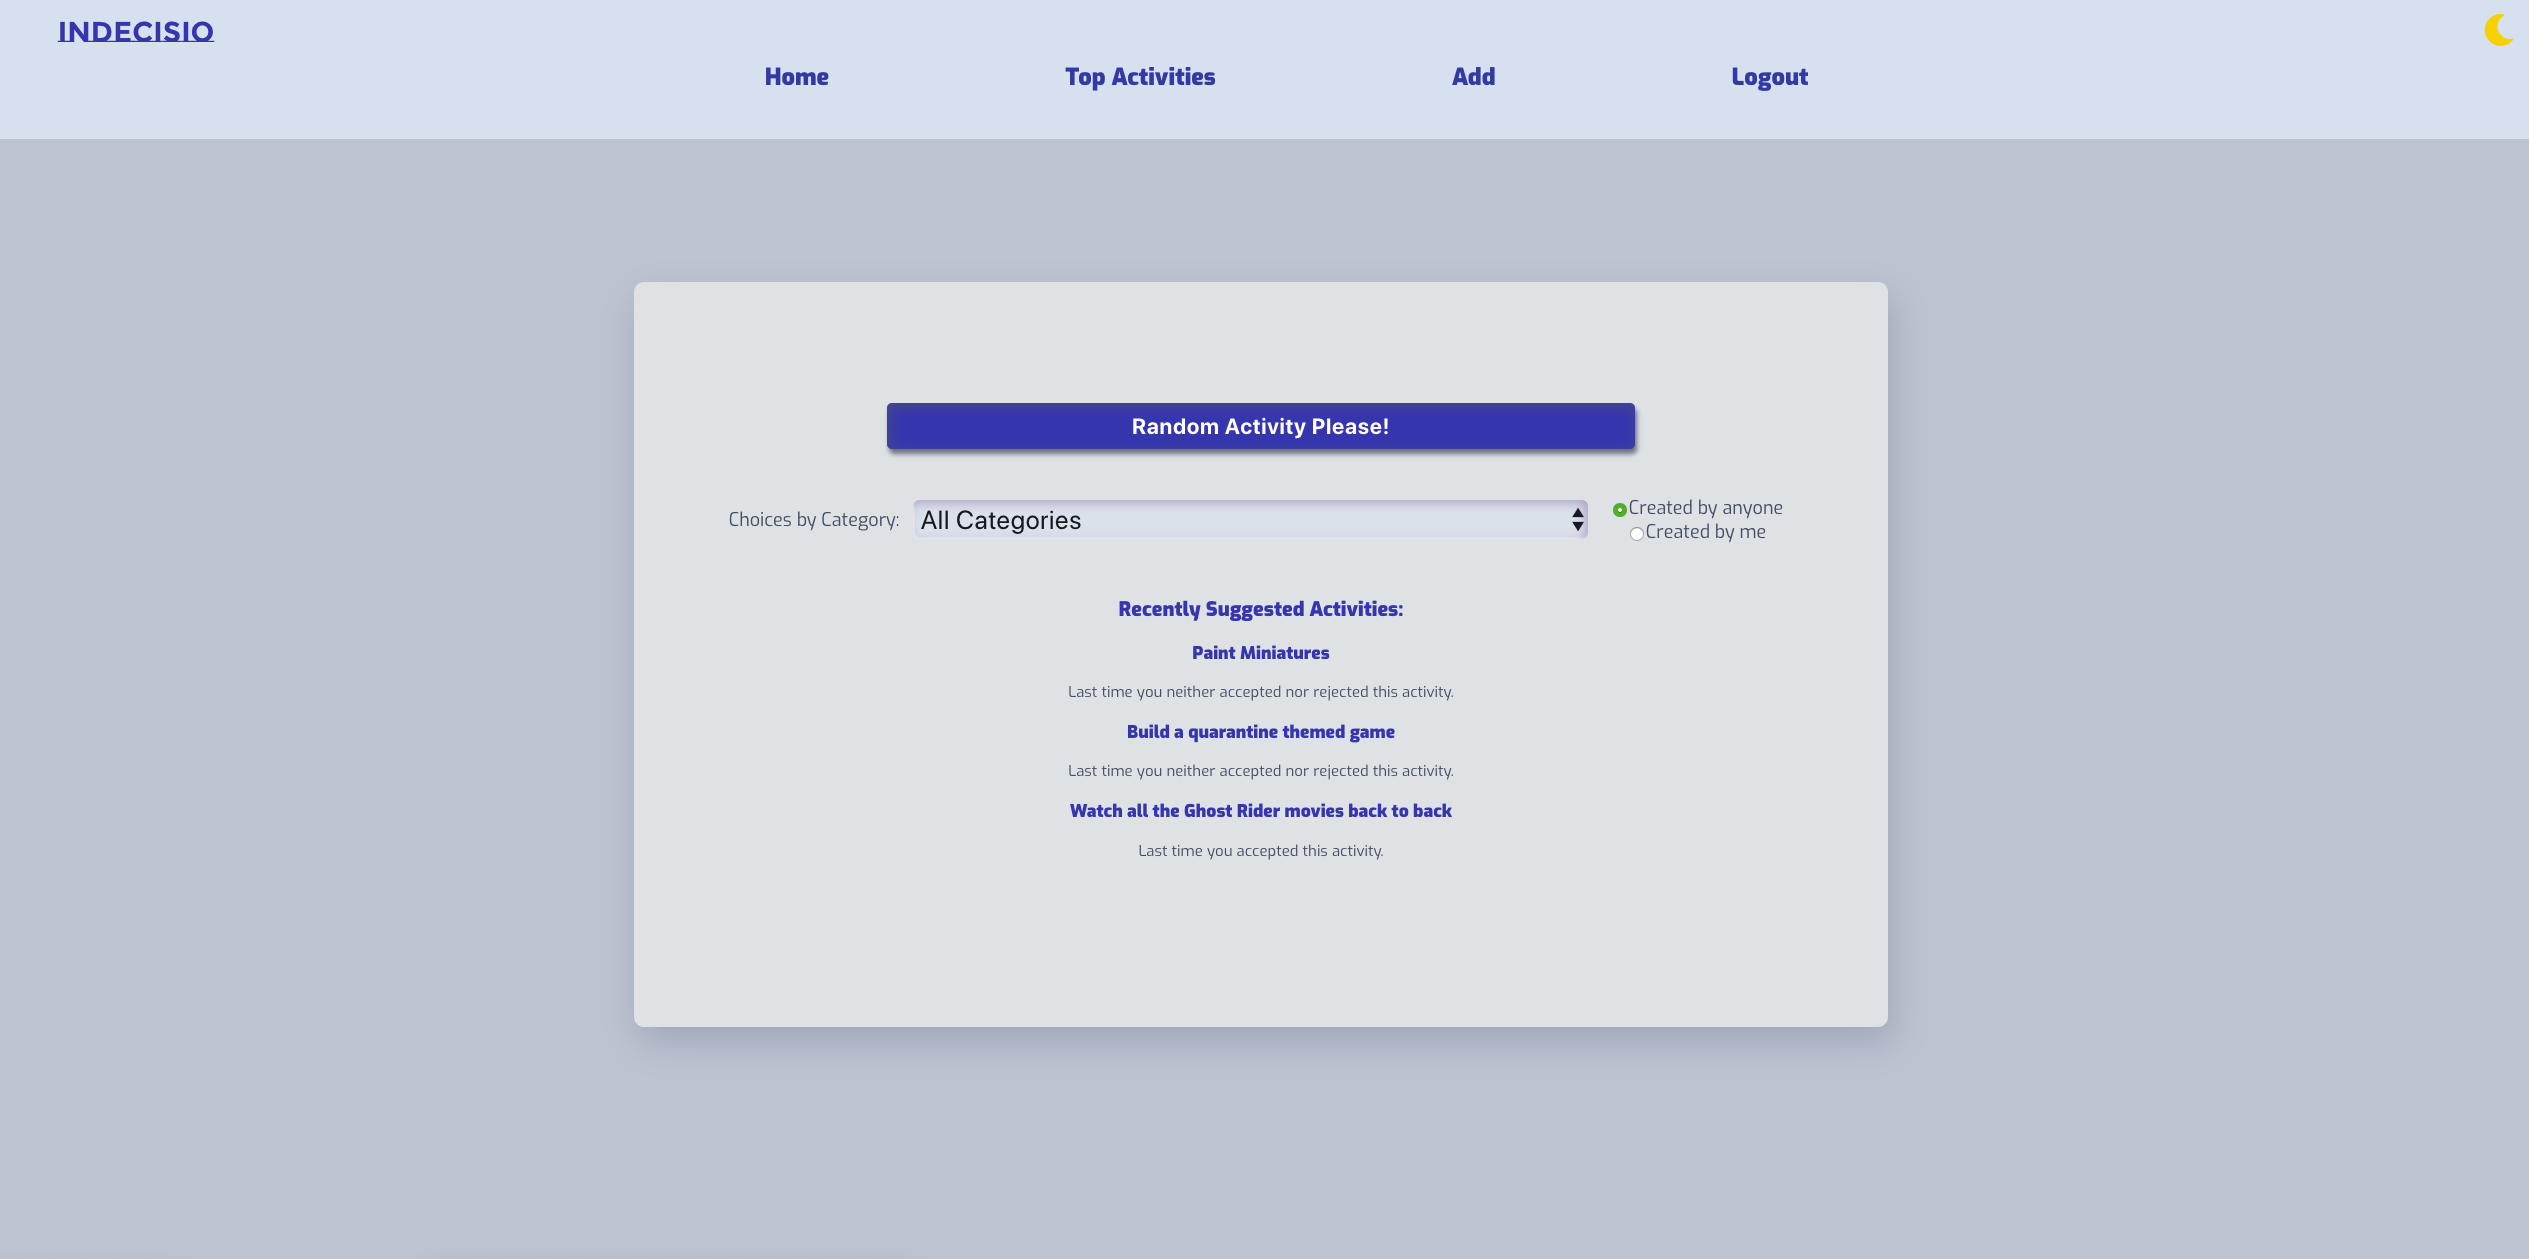 INDECISIO
Home Top Activities Add Logout
Random Activity Please!
Choices by Category: All Categories
Created by anyone
Created by me
Recently Suggested Activities:
Paint Miniatures
Last time you neither accepted nor rejected this activity.
Build a quarantine themed game
Last time you neither accepted nor rejected this activity.
Watch all the Ghost Rider movies back to back
Last time you accepted this activity.